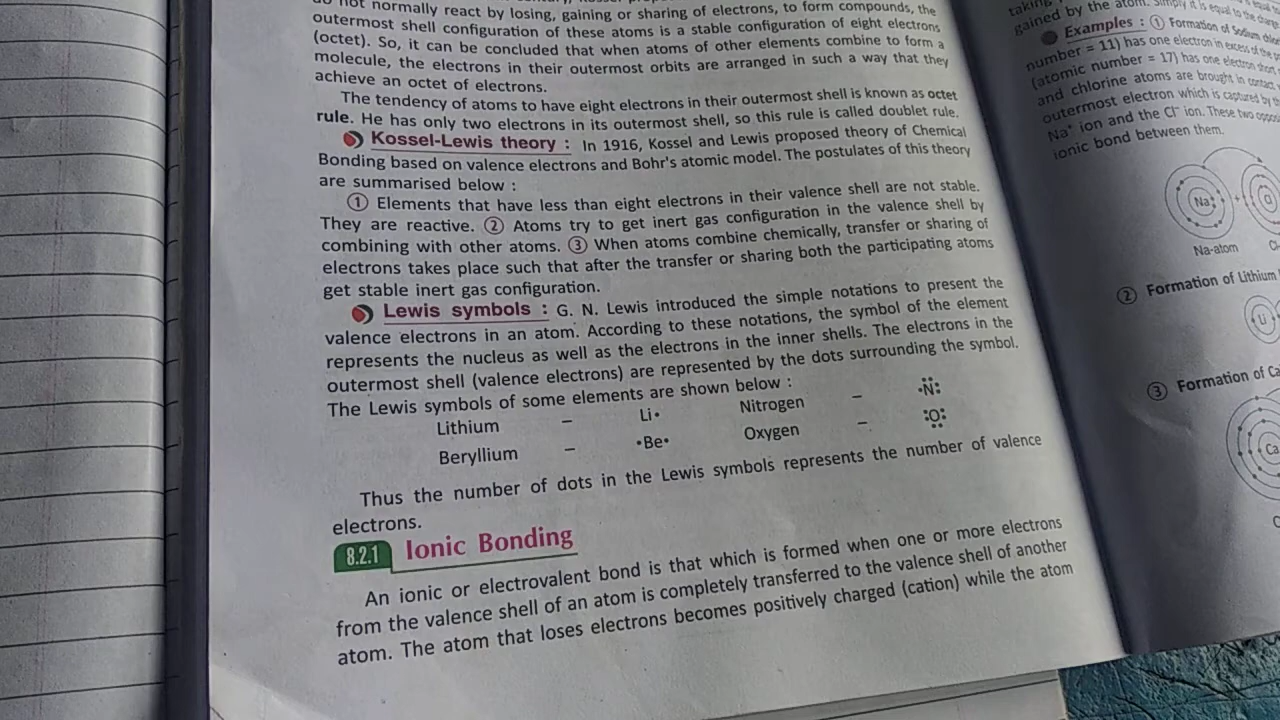 not normally react by losing, gaining or sharing of electrons, to form compounds, the
outermost shell configuration of these atoms is a stable configuration of eight electrons
(octet). So, it can be concluded that when atoms of other elements combine to form a
molecule, the electrons in their outermost orbits are arranged in such a way that they
achieve an octet of electrons.
The tendency of atoms to have eight electrons in their outermost shell is known as octet
rule. He has only two electrons in its outermost shell, so this rule is called doublet rule.
Kossel-Lewis theory : In 1916, Kossel and Lewis proposed theory of Chemical
Bonding based on valence electrons and Bohr's atomic model. The postulates of this theory
are summarised below :
① Elements that have less than eight electrons in their valence shell are not stable.
They are reactive. ② Atoms try to get inert gas configuration in the valence shell by
combining with other atoms. ③ When atoms combine chemically, transfer or sharing of
electrons takes place such that after the transfer or sharing both the participating atoms
get stable inert gas configuration.
Lewis symbols : G. N. Lewis introduced the simple notations to present the
valence electrons in an atom. According to these notations, the symbol of the element
represents the nucleus as well as the electrons in the inner shells. The electrons in the
outermost shell (valence electrons) are represented by the dots surrounding the symbol.
The Lewis symbols of some elements are shown below :
Lithium – Li• Nitrogen – •N:
Beryllium – •Be• Oxygen – :O:
Thus the number of dots in the Lewis symbols represents the number of valence
electrons.
8.2.1 Ionic Bonding
An ionic or electrovalent bond is that which is formed when one or more electrons
from the valence shell of an atom is completely transferred to the valence shell of another
atom. The atom that loses electrons becomes positively charged (cation) while the atom
taking
gained by the atom. Simply it is equal to the
Examples : ① Formation of Sodium
number = 11) has one electron in excess of the
(atomic number = 17) has one electron short
and chlorine atoms are brought in contact,
outermost electron which is captured by
Na⁺ ion and the Cl⁻ ion. These two
ionic bond between them.
Na
+
Na-atom
② Formation of Lithium
Li
③ Formation of Ca
Ca